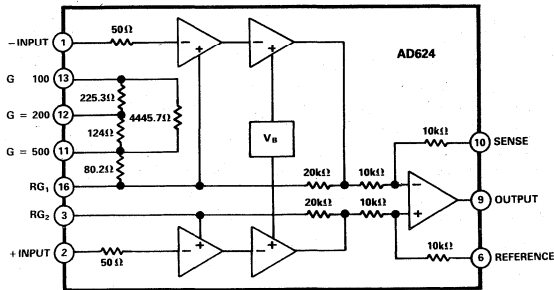 50Ω
−INPUT 1
AD624
G 100 13
225.3Ω
4445.7Ω
G = 200 12
124Ω
VB
10kΩ
10 SENSE
G = 500 11
80.2Ω
20kΩ 10kΩ
RG1 16
9 OUTPUT
RG2 3
20kΩ 10kΩ
+INPUT 2
50Ω
10kΩ
6 REFERENCE